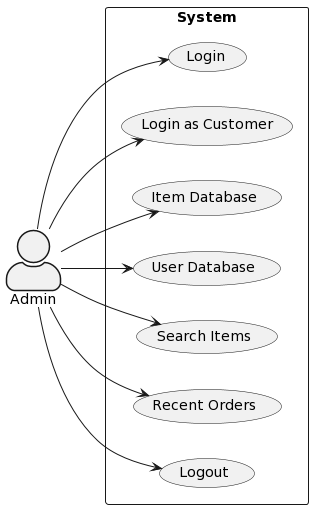 System
Login
Login as Customer
Item Database
User Database
Admin
Search Items
Recent Orders
Logout